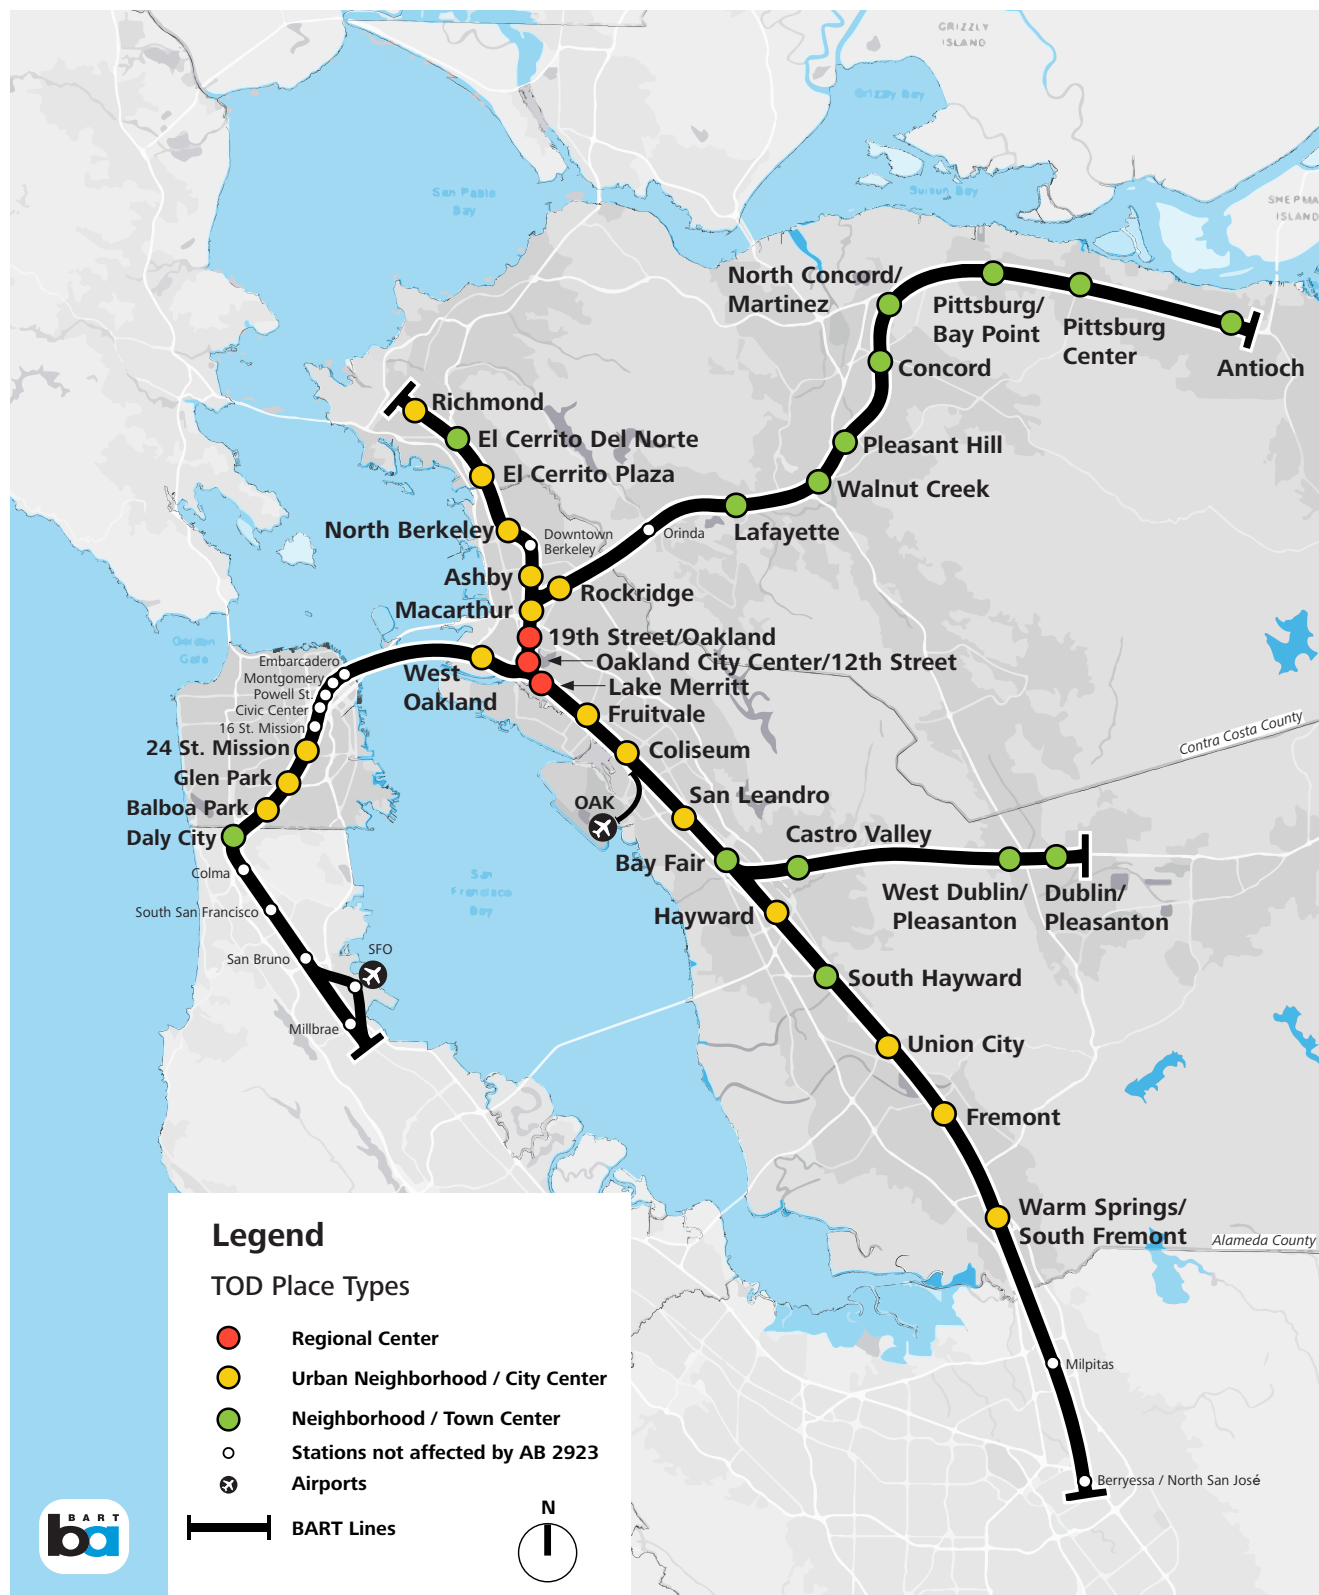 GRIZZLY
ISLAND
Grizzly Bay
San Pablo
Bay
Suisun Bay
SHERMA
ISLAND
North Concord/
Martinez
Pittsburg/
Bay Point
Pittsburg
Center
Antioch
Concord
Richmond
El Cerrito Del Norte
Pleasant Hill
El Cerrito Plaza
Walnut Creek
North Berkeley
Downtown
Berkeley
Orinda
Lafayette
Ashby
Rockridge
Macarthur
19th Street/Oakland
Golden
Gate
Embarcadero
Montgomery
Powell St.
Civic Center
16 St. Mission
West
Oakland
Oakland City Center/12th Street
Lake Merritt
Fruitvale
24 St. Mission
Coliseum
Contra Costa County
Glen Park
Balboa Park
OAK
San Leandro
Daly City
Castro Valley
Colma
Bay Fair
San
Francisco
Bay
West Dublin/
Pleasanton
Dublin/
Pleasanton
South San Francisco
Hayward
San Bruno
SFO
South Hayward
Millbrae
Union City
Fremont
Warm Springs/
South Fremont
Alameda County
Legend
TOD Place Types
Regional Center
Urban Neighborhood / City Center
Neighborhood / Town Center
Stations not affected by AB 2923
Airports
BART Lines
N
Milpitas
Berryessa / North San José
BART
ba